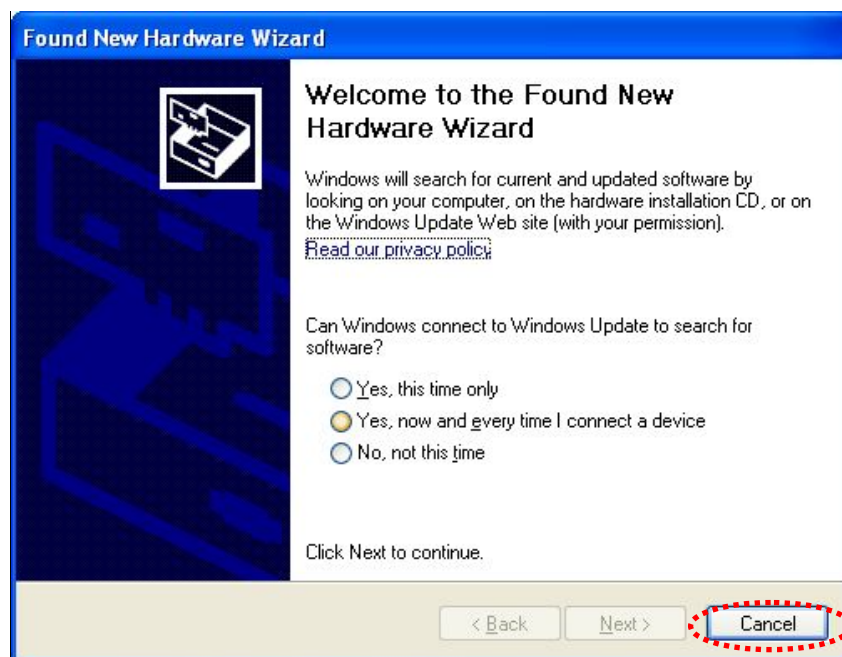 Found New Hardware Wizard
Welcome to the Found New
Hardware Wizard
Windows will search for current and updated software by
looking on your computer, on the hardware installation CD, or on
the Windows Update Web site (with your permission).
Read our privacy policy
Can Windows connect to Windows Update to search for
software?
Yes, this time only
Yes, now and every time I connect a device
No, not this time
Click Next to continue.
< Back Next > Cancel